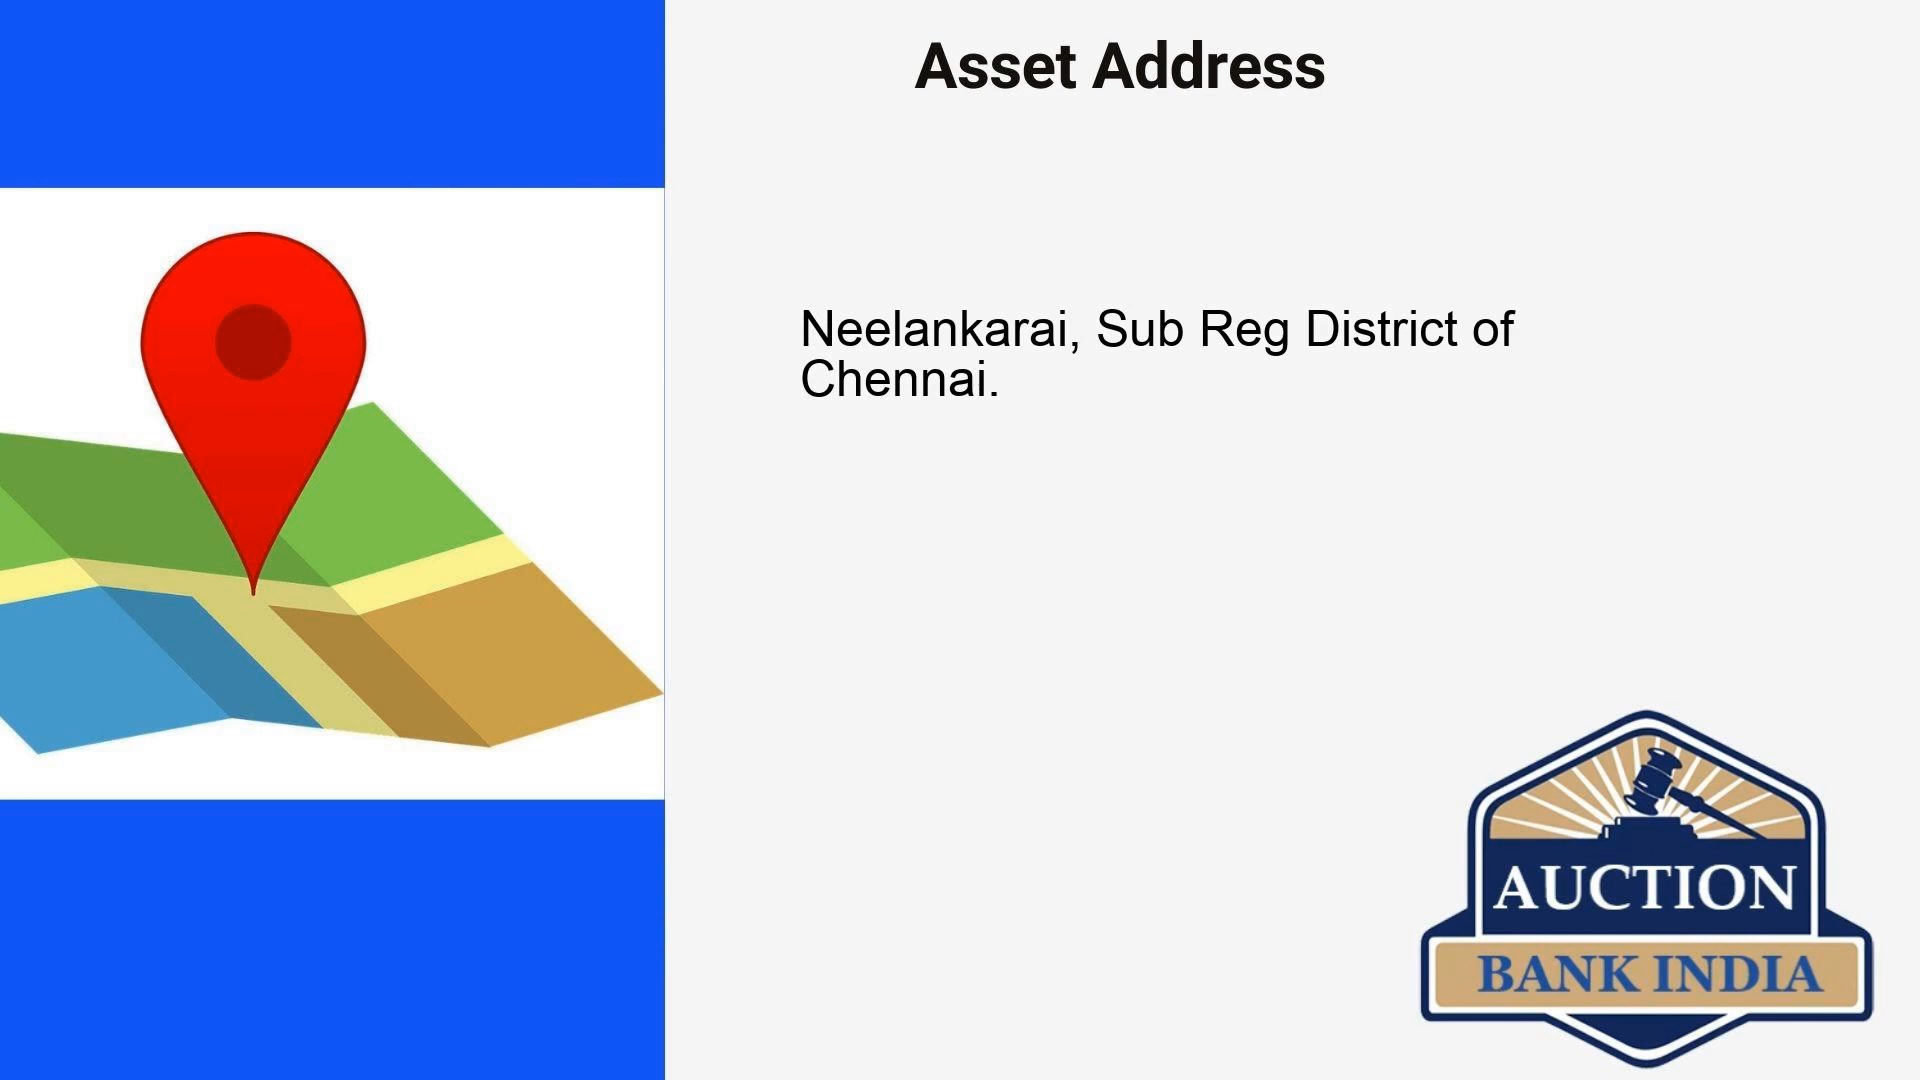 Asset Address
Neelankarai, Sub Reg District of
Chennai.
AUCTION
BANK INDIA